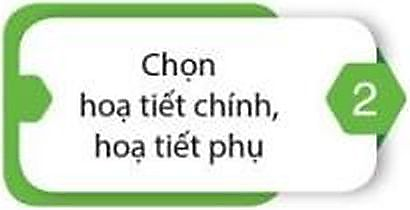 Chọn
hoạ tiết chính,
hoạ tiết phụ
2